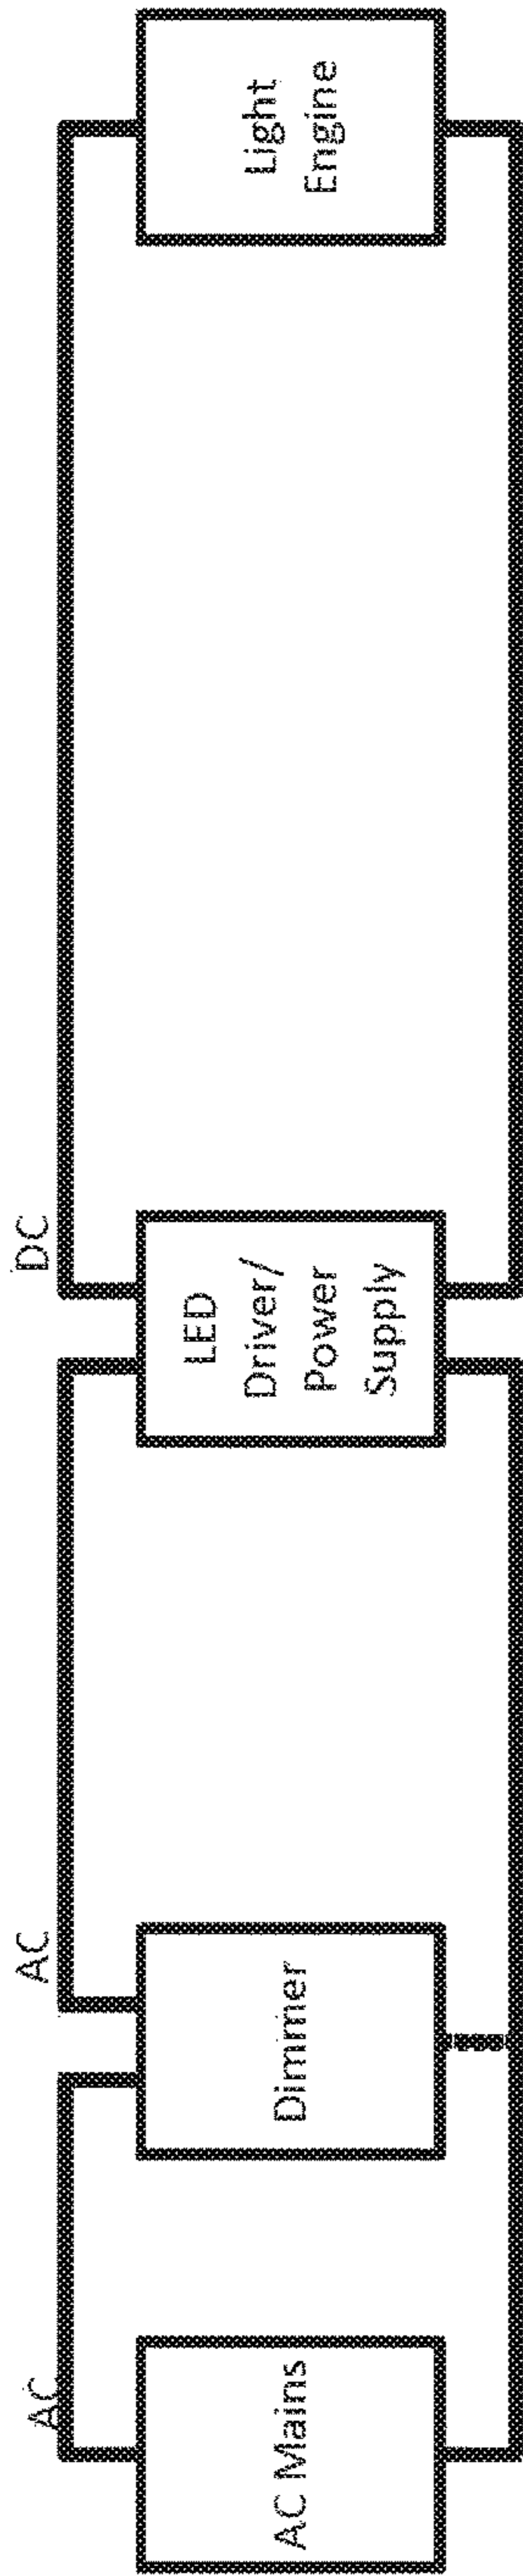 AC
AC
DC
AC Mains
Dimmer
LED
Driver/
Power
Supply
Light
Engine